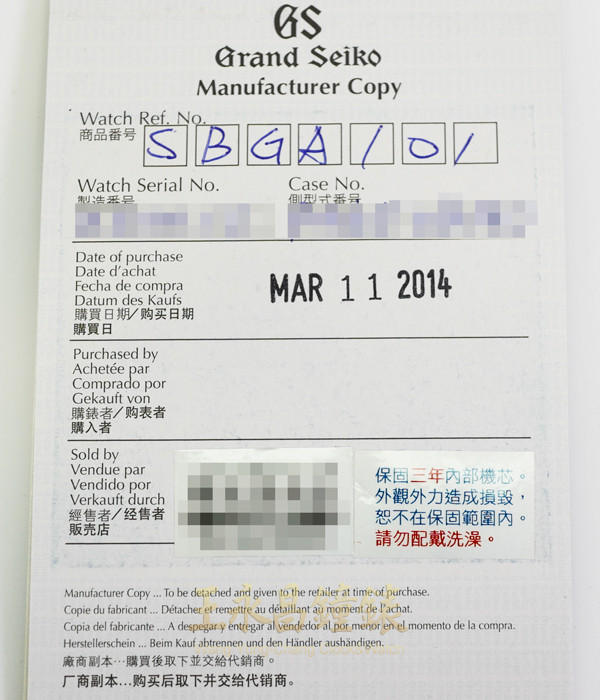 GS
Grand Seiko
Manufacturer Copy
Watch Ref. No.
商品番号
SBGA101
Watch Serial No.
製造番号
Case No.
側型式番号
Date of purchase
Date d'achat
Fecha de compra
Datum des Kaufs
購買日期/购买日期
購買日
MAR 11 2014
Purchased by
Achetée par
Comprado por
Gekauft von
購錶者/购表者
購入者
Sold by
Vendue par
Vendido por
Verkauft durch
經售者/经售者
販売店
保固三年內部機芯。
外觀外力造成損毀，
恕不在保固範圍內。
請勿配戴洗澡。
Manufacturer Copy ... To be detached and given to the retailer at time of purchase.
Copie du fabricant ... Détacher et remettre au détaillant au moment de l'achat.
Copia del fabricante ... A despegar y entregar al vendedor al por menor en el momento de la compra.
Herstellerschein ... Beim Kauf abtrennen und den Händler aushändigen.
廠商副本…購買後取下並交給代銷商。
厂商副本…购买后取下并交给代销商。